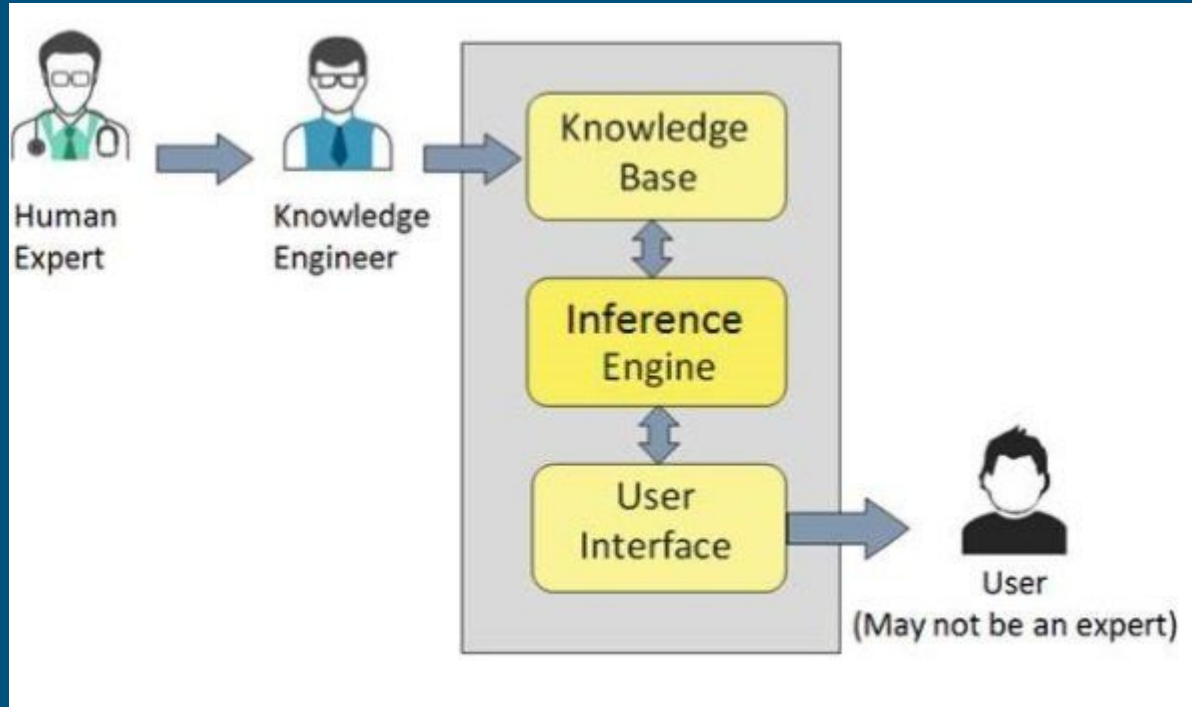 Human
Expert
Knowledge
Engineer
Knowledge
Base
Inference
Engine
User
Interface
User
(May not be an expert)